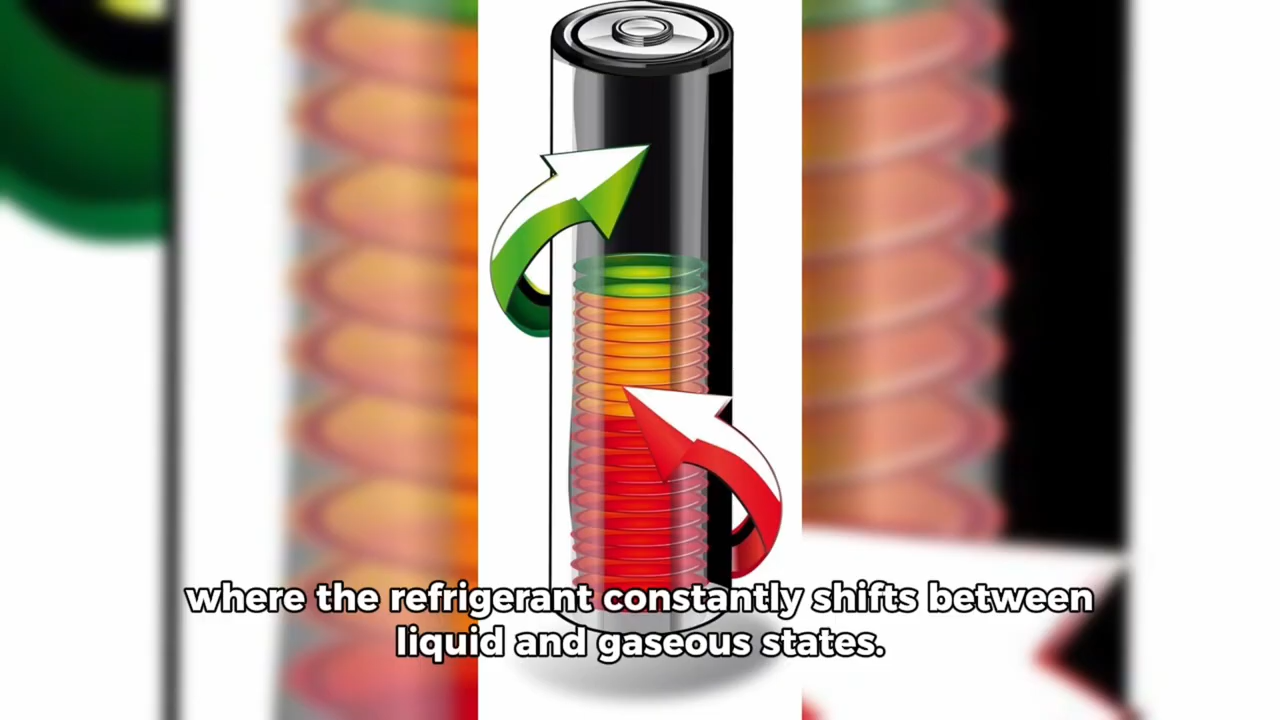 where the refrigerant constantly shifts between
liquid and gaseous states.